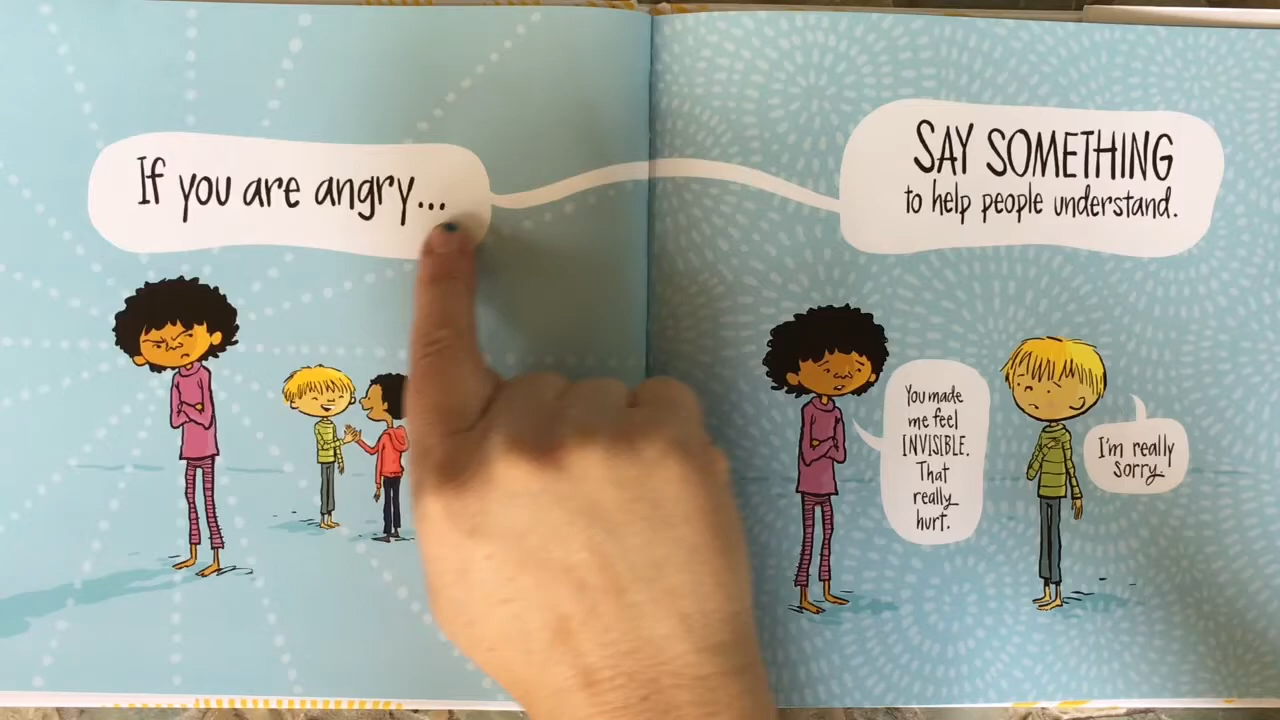 If you are angry...
SAY SOMETHING
to help people understand.
You made
me feel
INVISIBLE.
That
really
hurt.
I'm really
sorry.